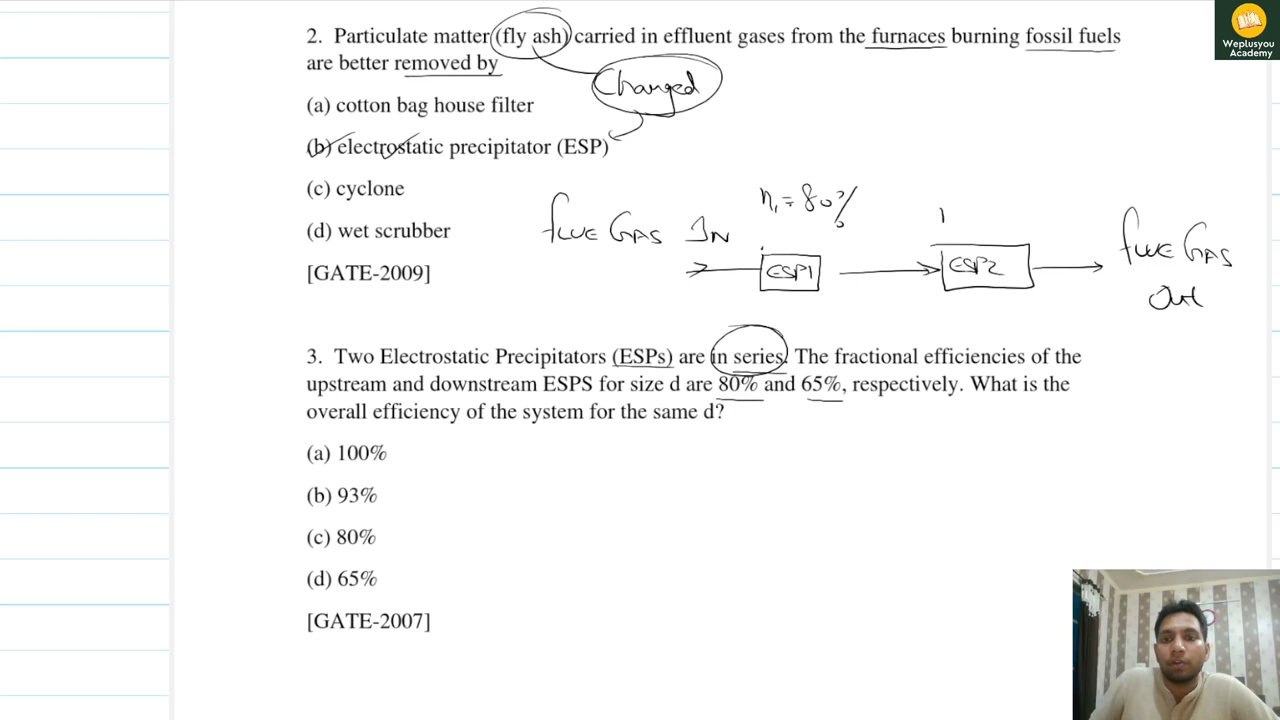 2. Particulate matter (fly ash) carried in effluent gases from the furnaces burning fossil fuels
are better removed by
Changed
(a) cotton bag house filter
(b) electrostatic precipitator (ESP)
(c) cyclone
(d) wet scrubber
[GATE-2009]
η₁ = 80%
FLUE GAS IN
ESP1
ESP2
FLUE GAS
Out
3. Two Electrostatic Precipitators (ESPs) are in series. The fractional efficiencies of the
upstream and downstream ESPS for size d are 80% and 65%, respectively. What is the
overall efficiency of the system for the same d?
(a) 100%
(b) 93%
(c) 80%
(d) 65%
[GATE-2007]
Weplusyou
Academy